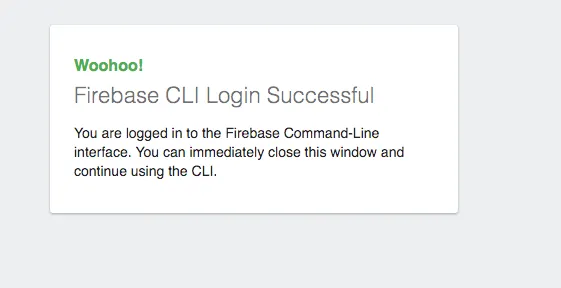 Woohoo!
Firebase CLI Login Successful
You are logged in to the Firebase Command-Line
interface. You can immediately close this window and
continue using the CLI.